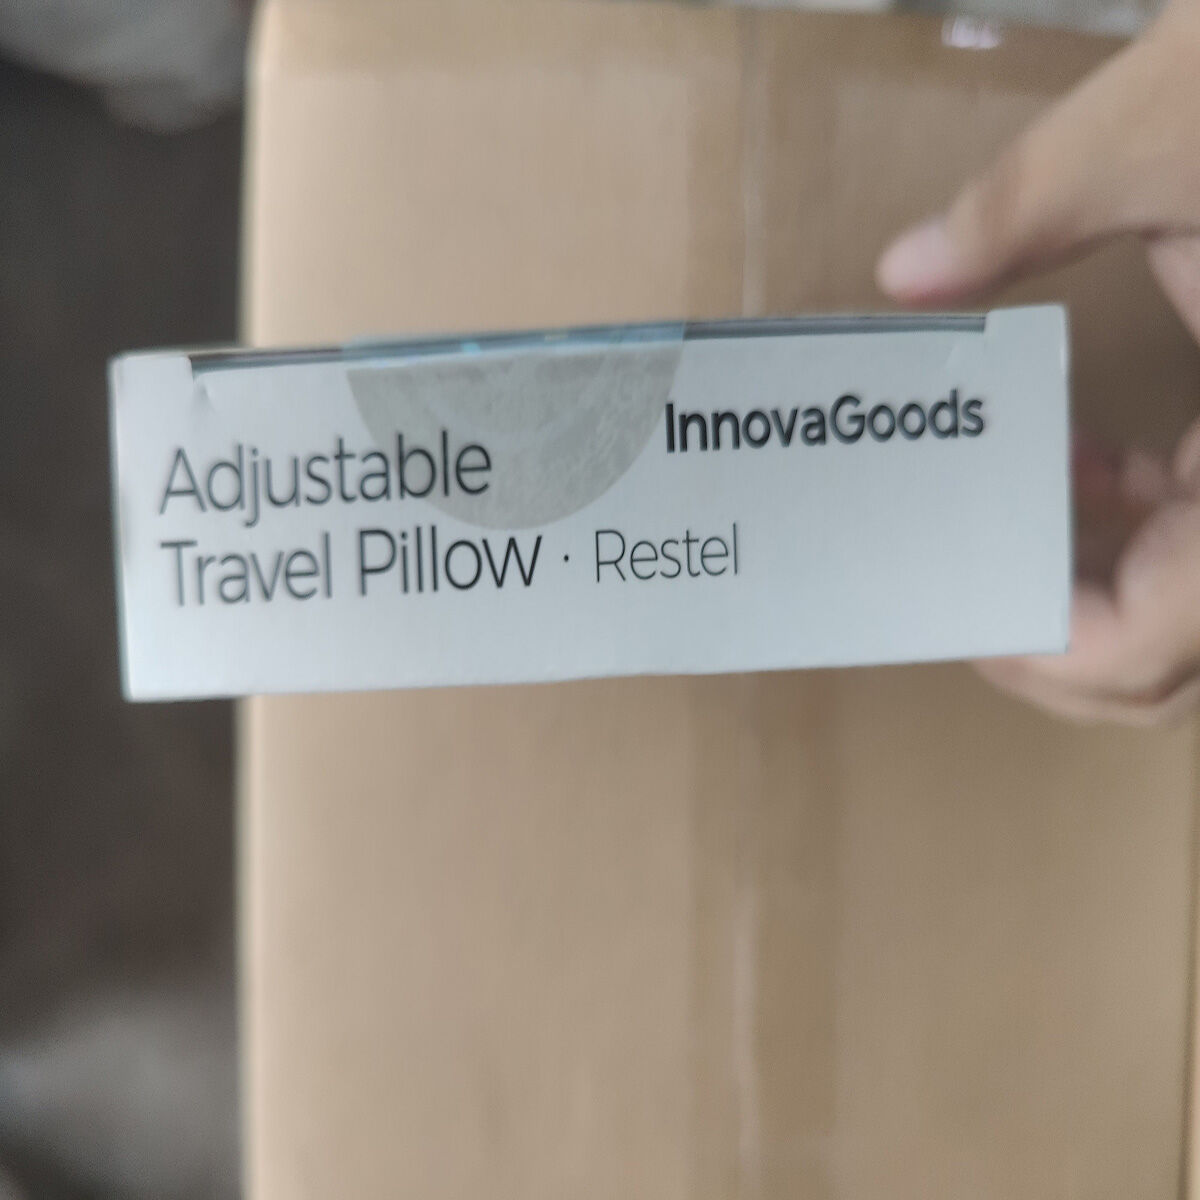 InnovaGoods
Adjustable
Travel Pillow · Restel